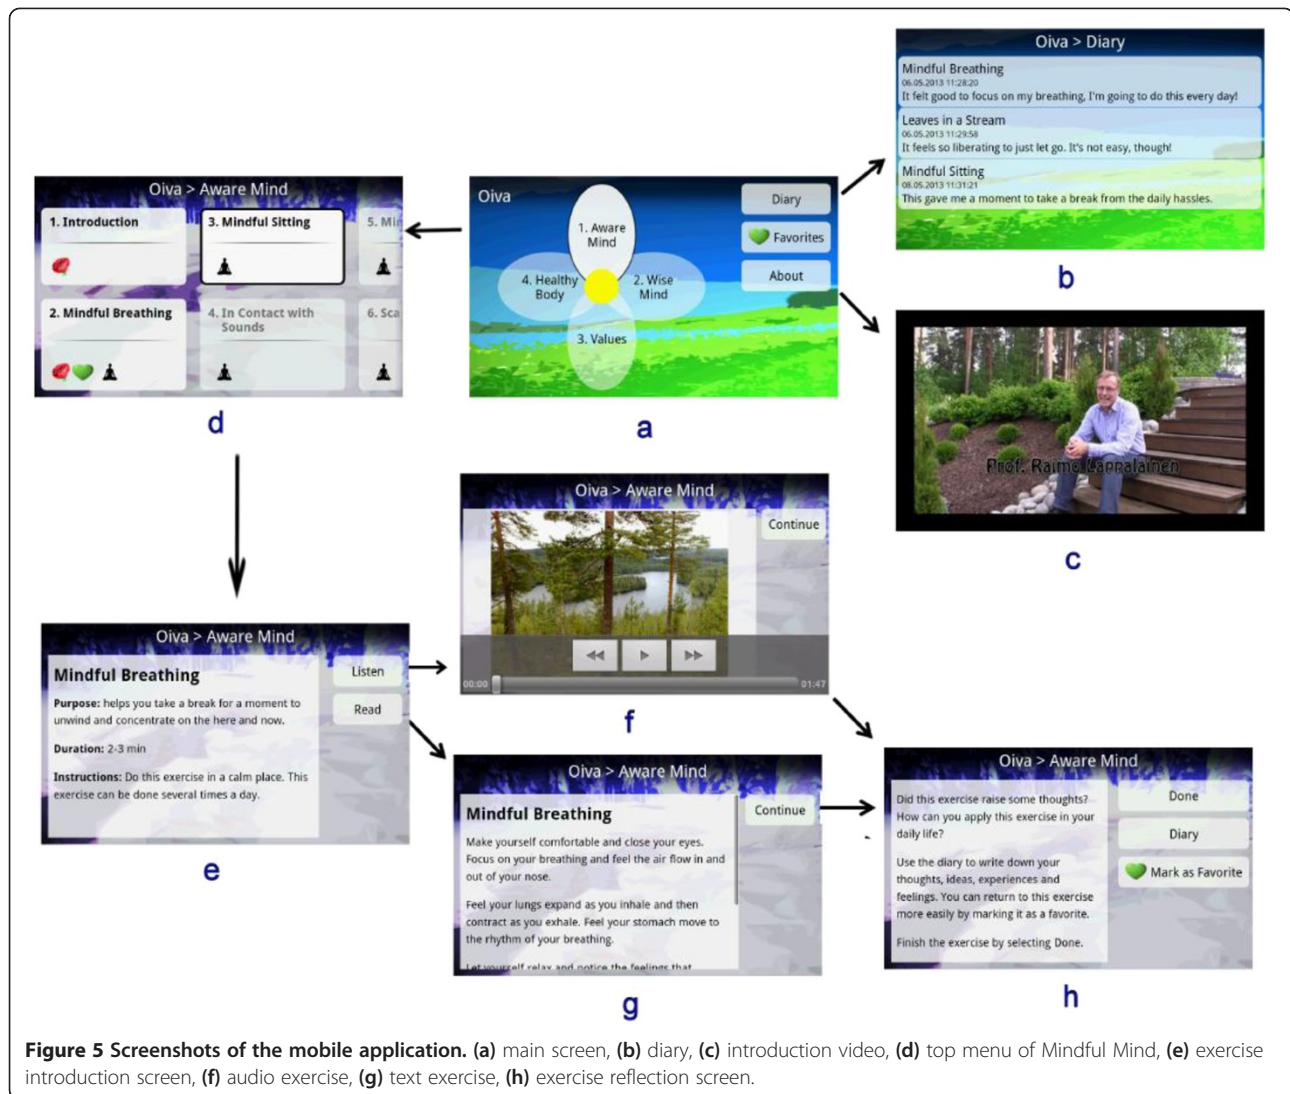 Oiva > Diary
Mindful Breathing
06.05.2013 11:28:20
It felt good to focus on my breathing, I'm going to do this every day!
Leaves in a Stream
06.05.2013 11:29:58
It feels so liberating to just let go. It's not easy, though!
Mindful Sitting
08.05.2013 11:31:21
This gave me a moment to take a break from the daily hassles.
b
Oiva > Aware Mind
1. Introduction
3. Mindful Sitting
5.
2. Mindful Breathing
4. In Contact with
Sounds
6.
d
Oiva
1. Aware
Mind
4. Healthy
Body
2. Wise
Mind
3. Values
Diary
Favorites
About
a
Prof. Raimo Lappalainen
c
Oiva > Aware Mind
Continue
00:00
01:47
f
Oiva > Aware Mind
Mindful Breathing
Purpose: helps you take a break for a moment to
unwind and concentrate on the here and now.
Duration: 2-3 min
Instructions: Do this exercise in a calm place. This
exercise can be done several times a day.
Listen
Read
e
Oiva > Aware Mind
Mindful Breathing
Make yourself comfortable and close your eyes.
Focus on your breathing and feel the air flow in and
out of your nose.
Feel your lungs expand as you inhale and then
contract as you exhale. Feel your stomach move to
the rhythm of your breathing.
Let yourself relax and notice the feelings that
Continue
g
Oiva > Aware Mind
Did this exercise raise some thoughts?
How can you apply this exercise in your
daily life?
Use the diary to write down your
thoughts, ideas, experiences and
feelings. You can return to this exercise
more easily by marking it as a favorite.
Finish the exercise by selecting Done.
Done
Diary
Mark as Favorite
h
Figure 5 Screenshots of the mobile application. (a) main screen, (b) diary, (c) introduction video, (d) top menu of Mindful Mind, (e) exercise
introduction screen, (f) audio exercise, (g) text exercise, (h) exercise reflection screen.